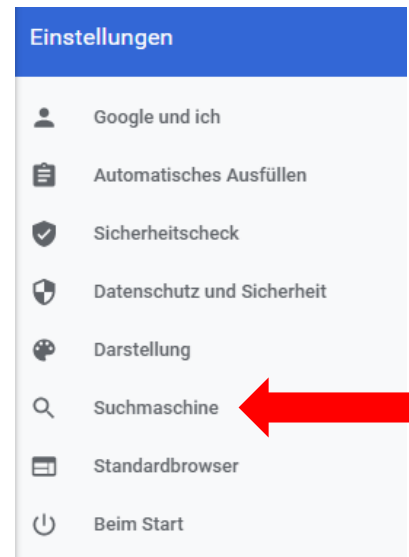 Einstellungen
Google und ich
Automatisches Ausfüllen
Sicherheitscheck
Datenschutz und Sicherheit
Darstellung
Suchmaschine
Standardbrowser
Beim Start